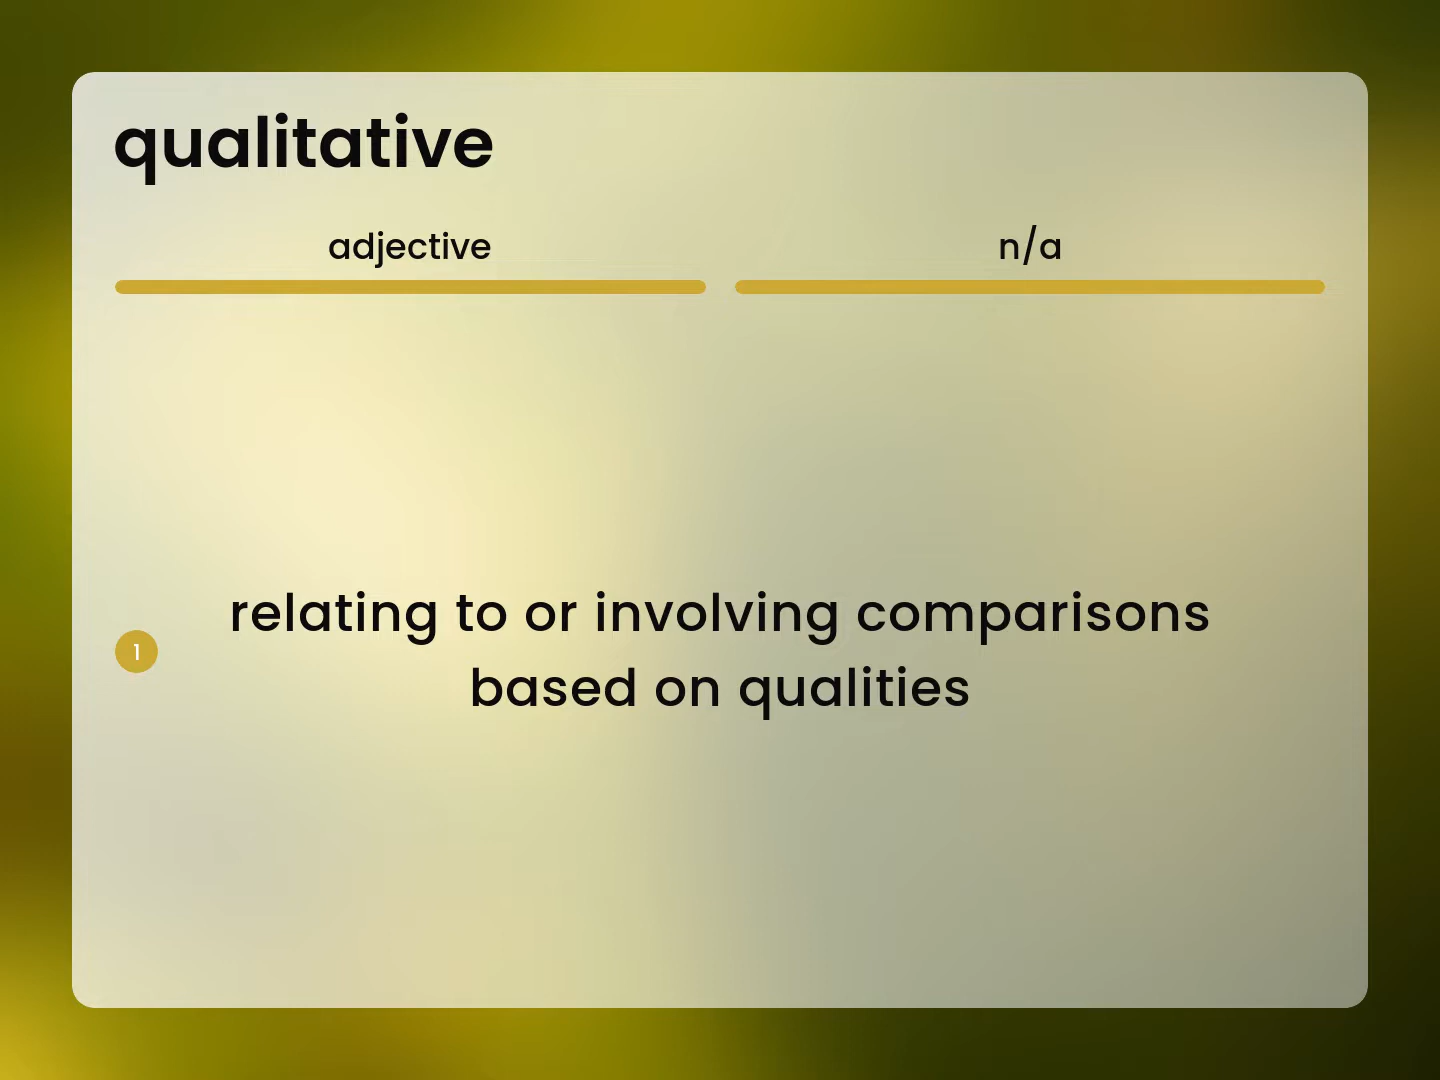 qualitative
adjective
n/a
1
relating to or involving comparisons
based on qualities